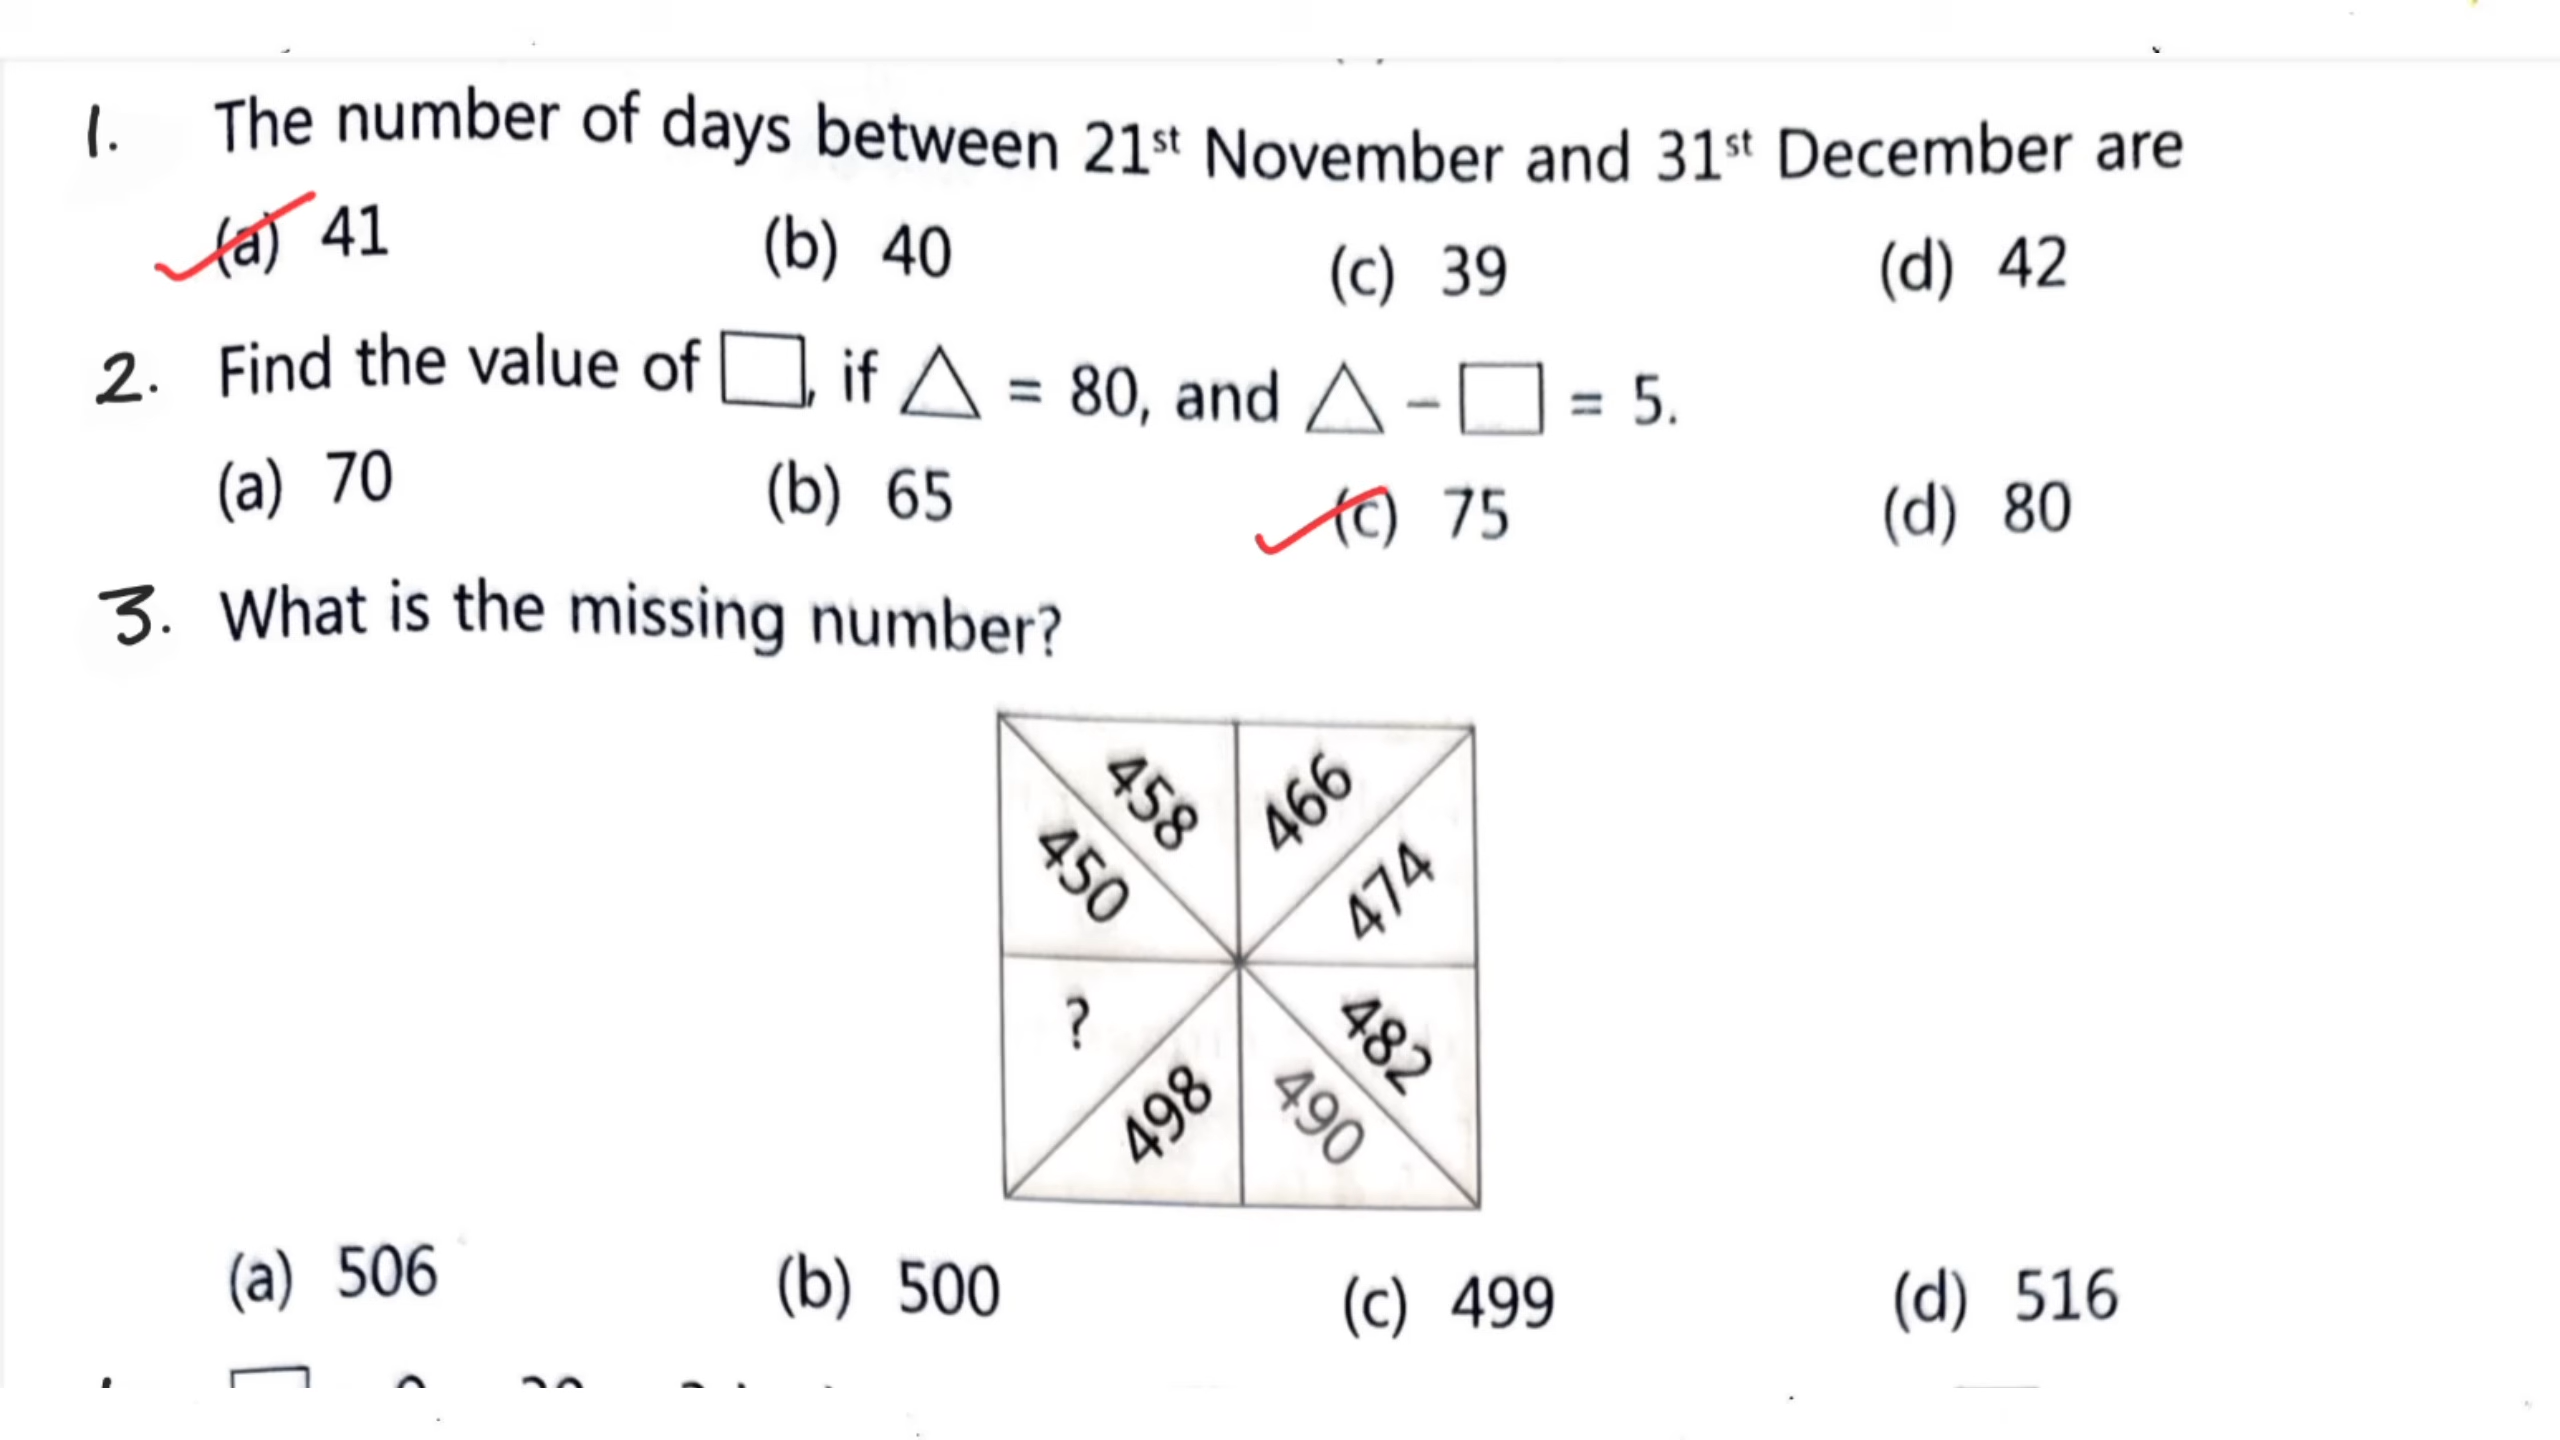 1. The number of days between 21st November and 31st December are
(a) 41 (b) 40 (c) 39 (d) 42
2. Find the value of □, if △ = 80, and △ – □ = 5.
(a) 70 (b) 65 (c) 75 (d) 80
3. What is the missing number?
458 466
450 474
? 482
498 490
(a) 506 (b) 500 (c) 499 (d) 516